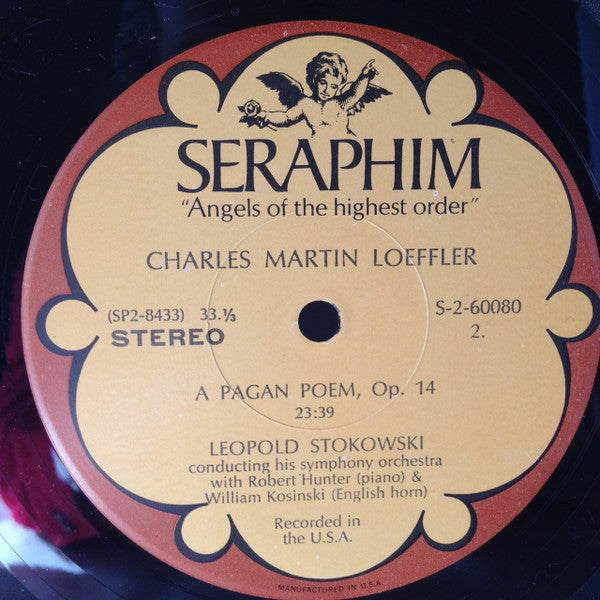 SERAPHIM
"Angels of the highest order"
CHARLES MARTIN LOEFFLER
(SP2-8433) 33.⅓ S-2-60080
STEREO 2.
A PAGAN POEM, Op. 14
23:39
LEOPOLD STOKOWSKI
conducting his symphony orchestra
with Robert Hunter (piano) &
William Kosinski (English horn)
Recorded in
the U.S.A.
MANUFACTURED IN U.S.A.